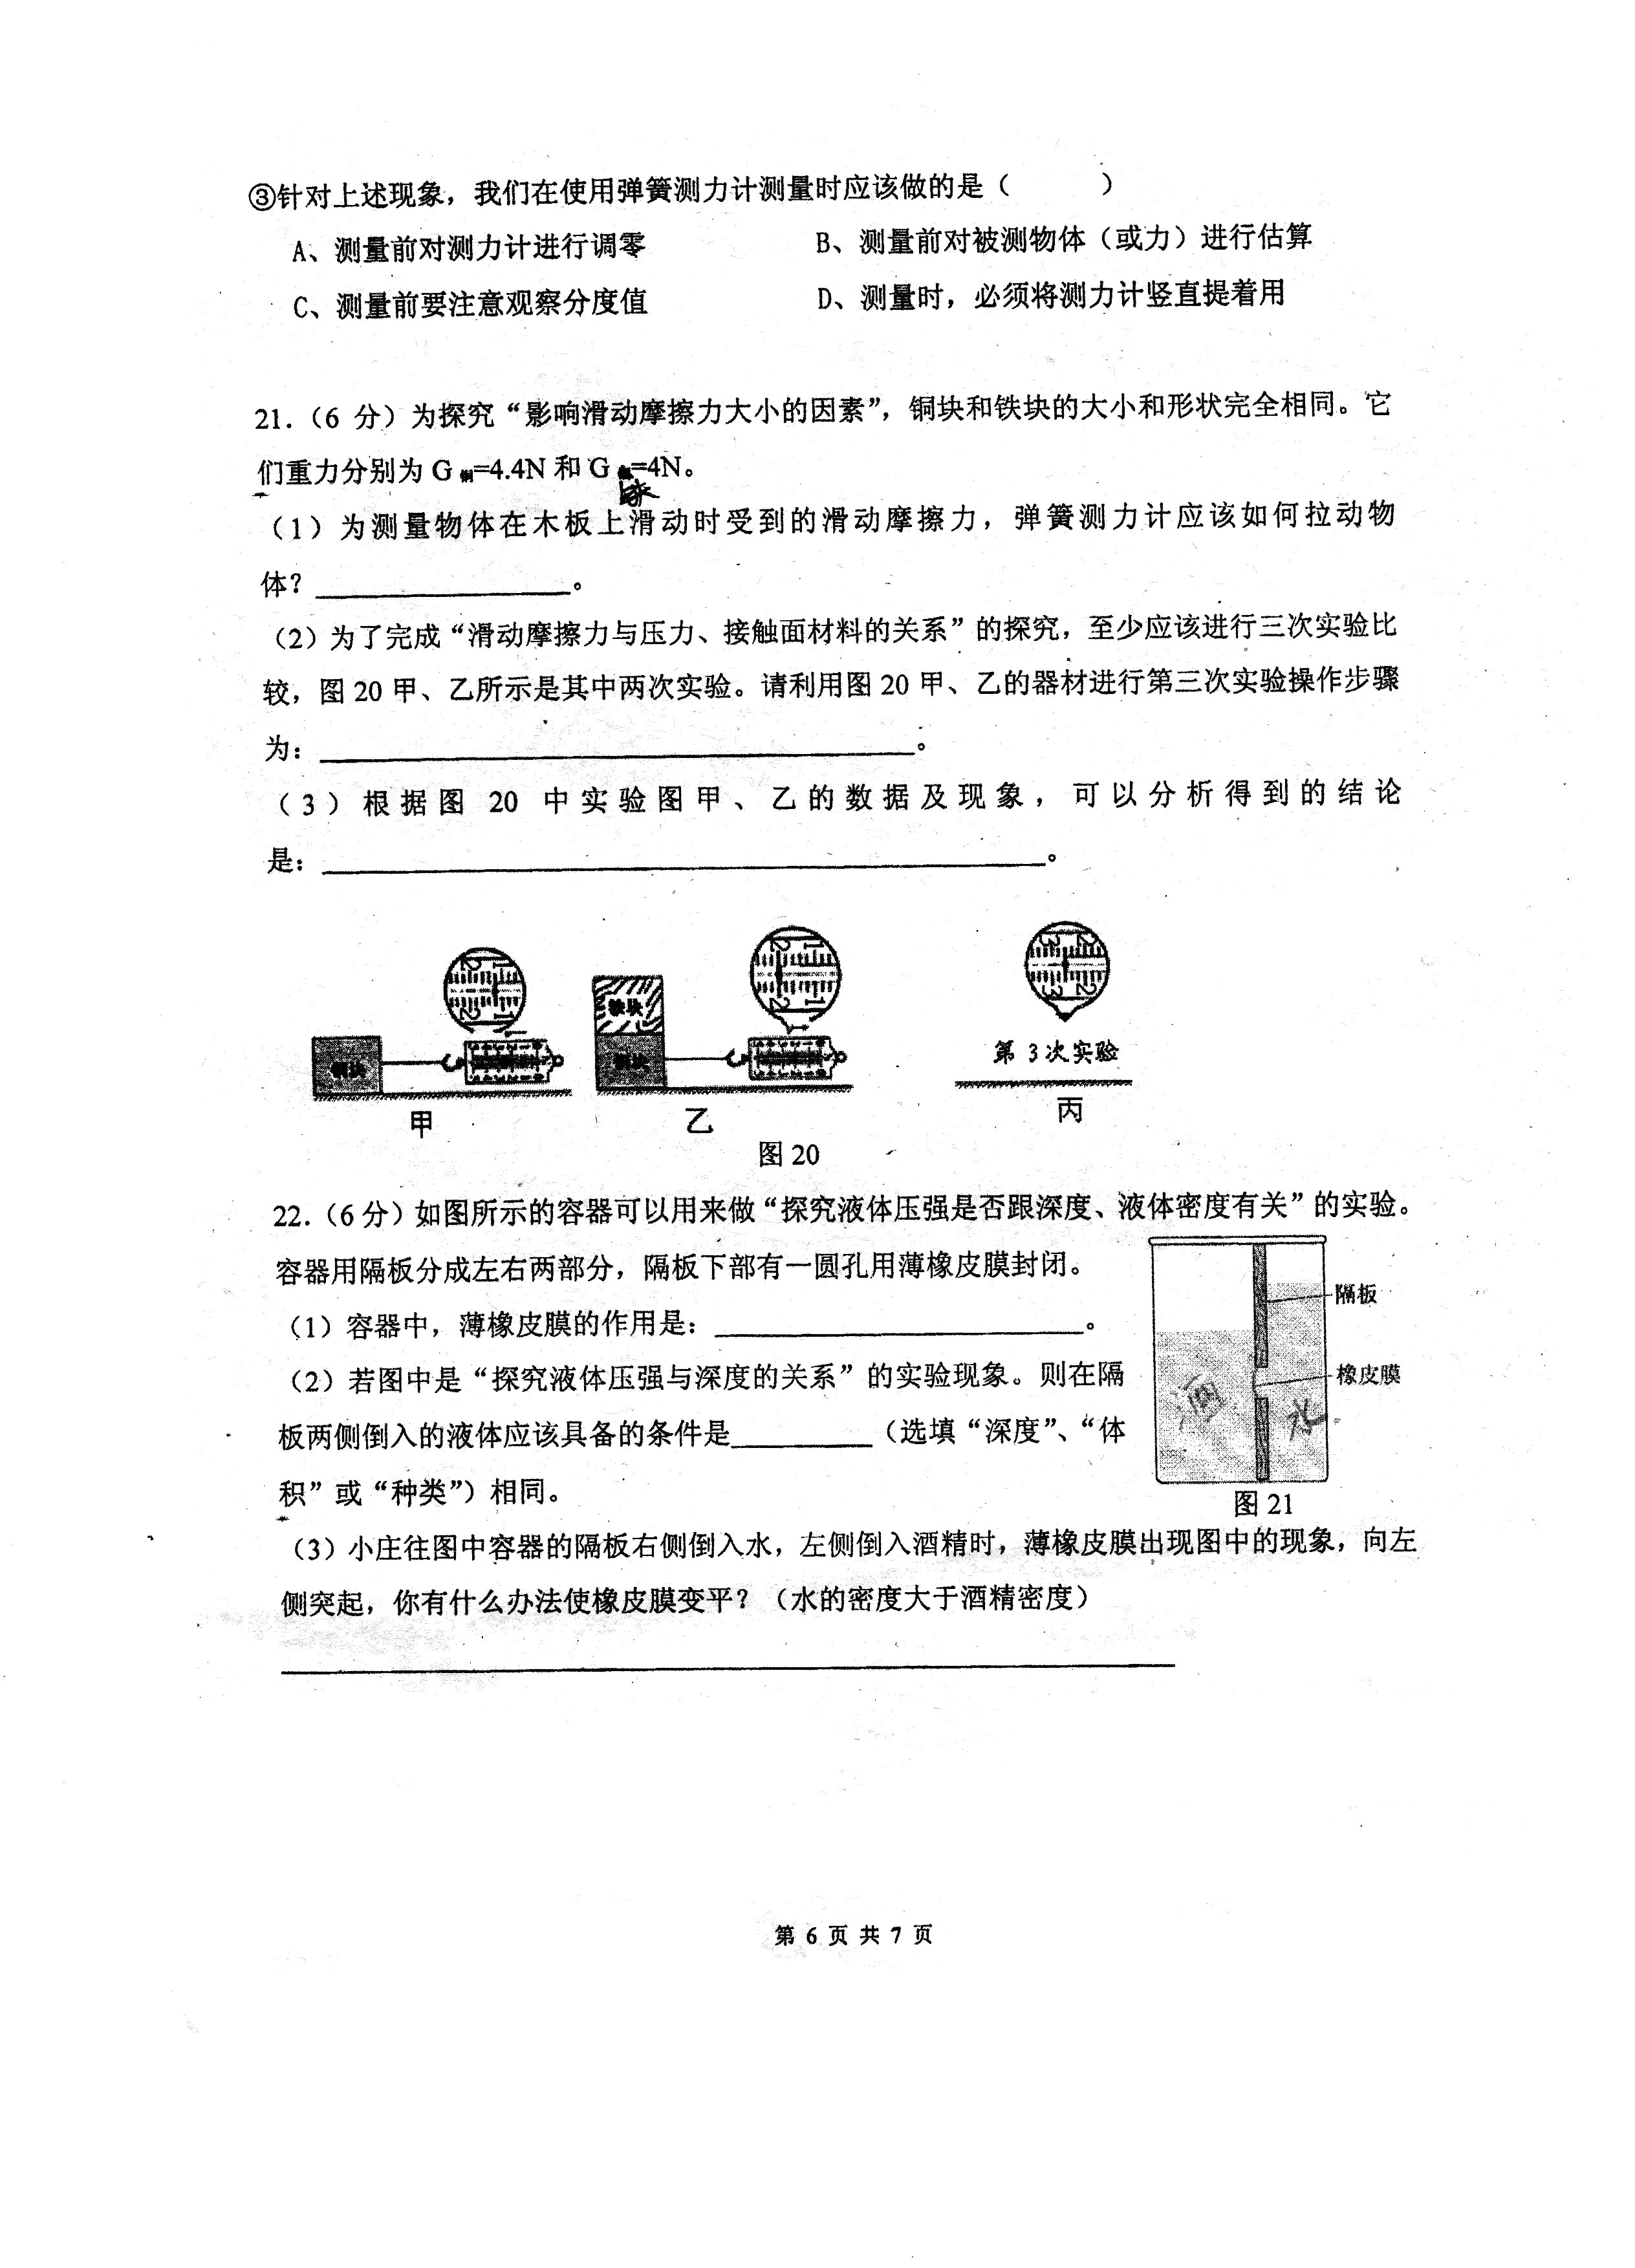 ③针对上述现象，我们在使用弹簧测力计测量时应该做的是（　　）
A、测量前对测力计进行调零　　B、测量前对被测物体（或力）进行估算
C、测量前要注意观察分度值　　D、测量时，必须将测力计竖直提着用
21.（6 分）为探究“影响滑动摩擦力大小的因素”，铜块和铁块的大小和形状完全相同。它
们重力分别为 G铜=4.4N 和 G铁=4N。
（1）为测量物体在木板上滑动时受到的滑动摩擦力，弹簧测力计应该如何拉动物
体？________________。
（2）为了完成“滑动摩擦力与压力、接触面材料的关系”的探究，至少应该进行三次实验比
较，图 20 甲、乙所示是其中两次实验。请利用图 20 甲、乙的器材进行第三次实验操作步骤
为：________________。
（3）根据图 20 中实验图甲、乙的数据及现象，可以分析得到的结论
是：________________。
铜块
甲
铁块
铜块
乙
第 3 次实验
丙
图 20
22.（6 分）如图所示的容器可以用来做“探究液体压强是否跟深度、液体密度有关”的实验。
容器用隔板分成左右两部分，隔板下部有一圆孔用薄橡皮膜封闭。
（1）容器中，薄橡皮膜的作用是：________________。
（2）若图中是“探究液体压强与深度的关系”的实验现象。则在隔
板两侧倒入的液体应该具备的条件是________（选填“深度”、“体
积”或“种类”）相同。
隔板
橡皮膜
酒
水
图 21
（3）小庄往图中容器的隔板右侧倒入水，左侧倒入酒精时，薄橡皮膜出现图中的现象，向左
侧突起，你有什么办法使橡皮膜变平？（水的密度大于酒精密度）
第 6 页 共 7 页